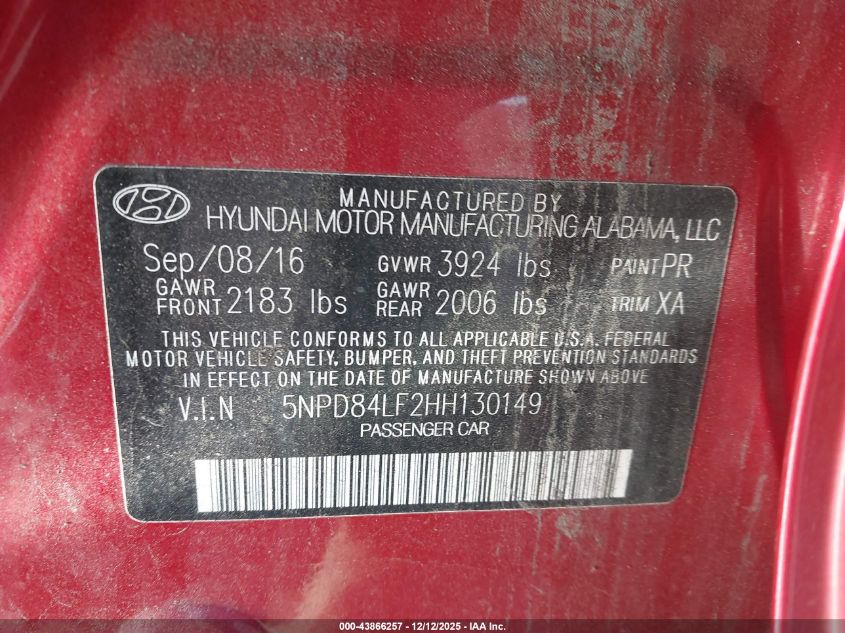 MANUFACTURED BY
HYUNDAI MOTOR MANUFACTURING ALABAMA, LLC
Sep/08/16 GVWR 3924 lbs PAINT PR
GAWR FRONT 2183 lbs GAWR REAR 2006 lbs TRIM XA
THIS VEHICLE CONFORMS TO ALL APPLICABLE U.S.A. FEDERAL
MOTOR VEHICLE SAFETY, BUMPER, AND THEFT PREVENTION STANDARDS
IN EFFECT ON THE DATE OF MANUFACTURE SHOWN ABOVE
V.I.N 5NPD84LF2HH130149
PASSENGER CAR
000-43866257 - 12/12/2025 - IAA Inc.